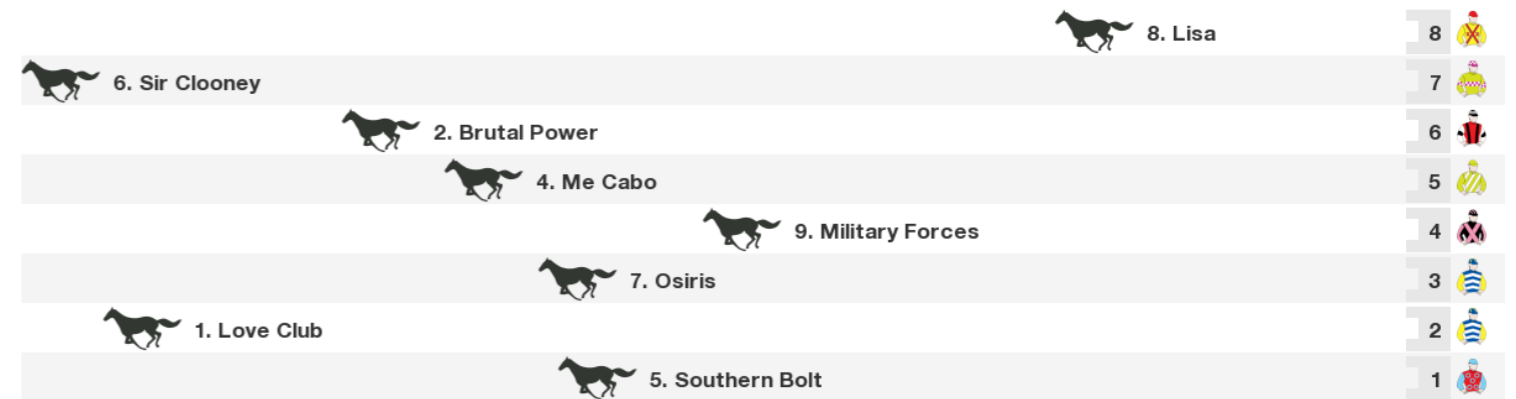 8. Lisa 8
6. Sir Clooney 7
2. Brutal Power 6
4. Me Cabo 5
9. Military Forces 4
7. Osiris 3
1. Love Club 2
5. Southern Bolt 1